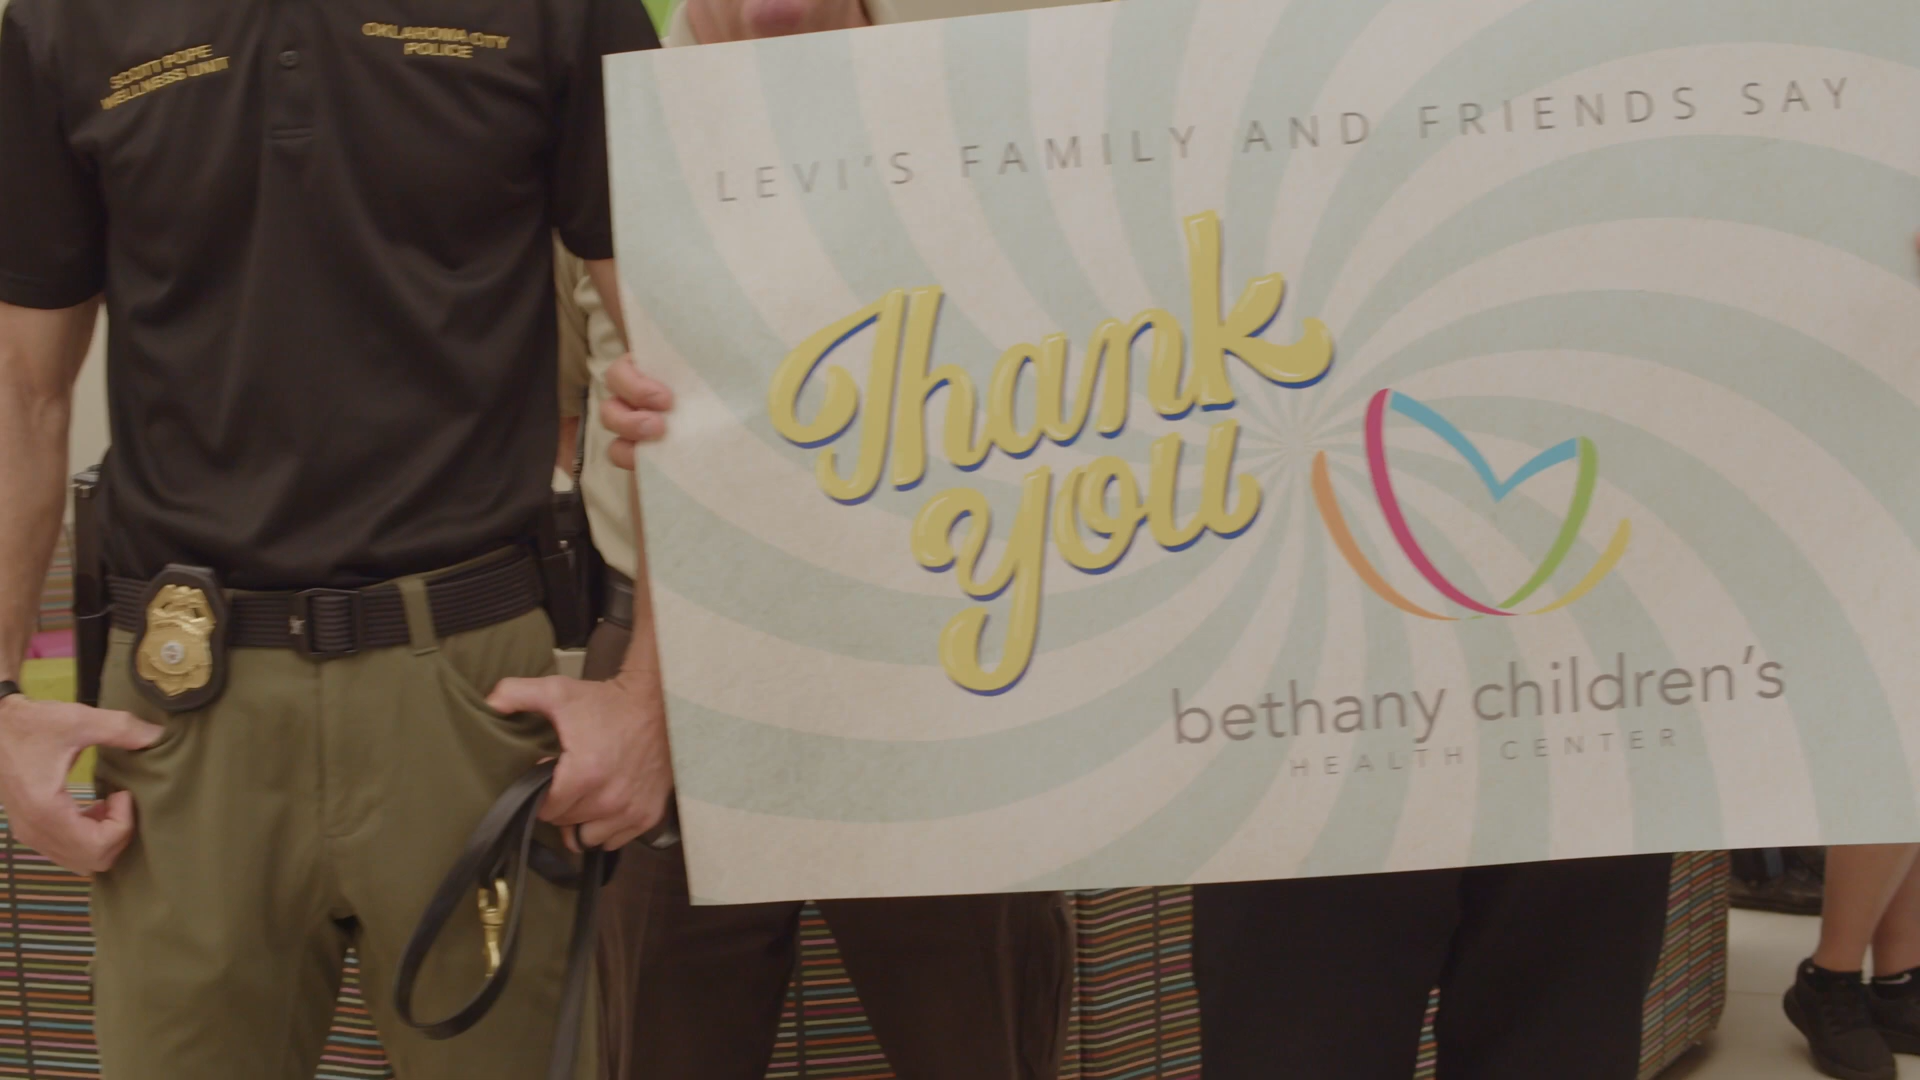 SCOTT POPE
WELLNESS UNIT
OKLAHOMA CITY
POLICE
LEVI'S FAMILY AND FRIENDS SAY
Thank
you
bethany children's
HEALTH CENTER